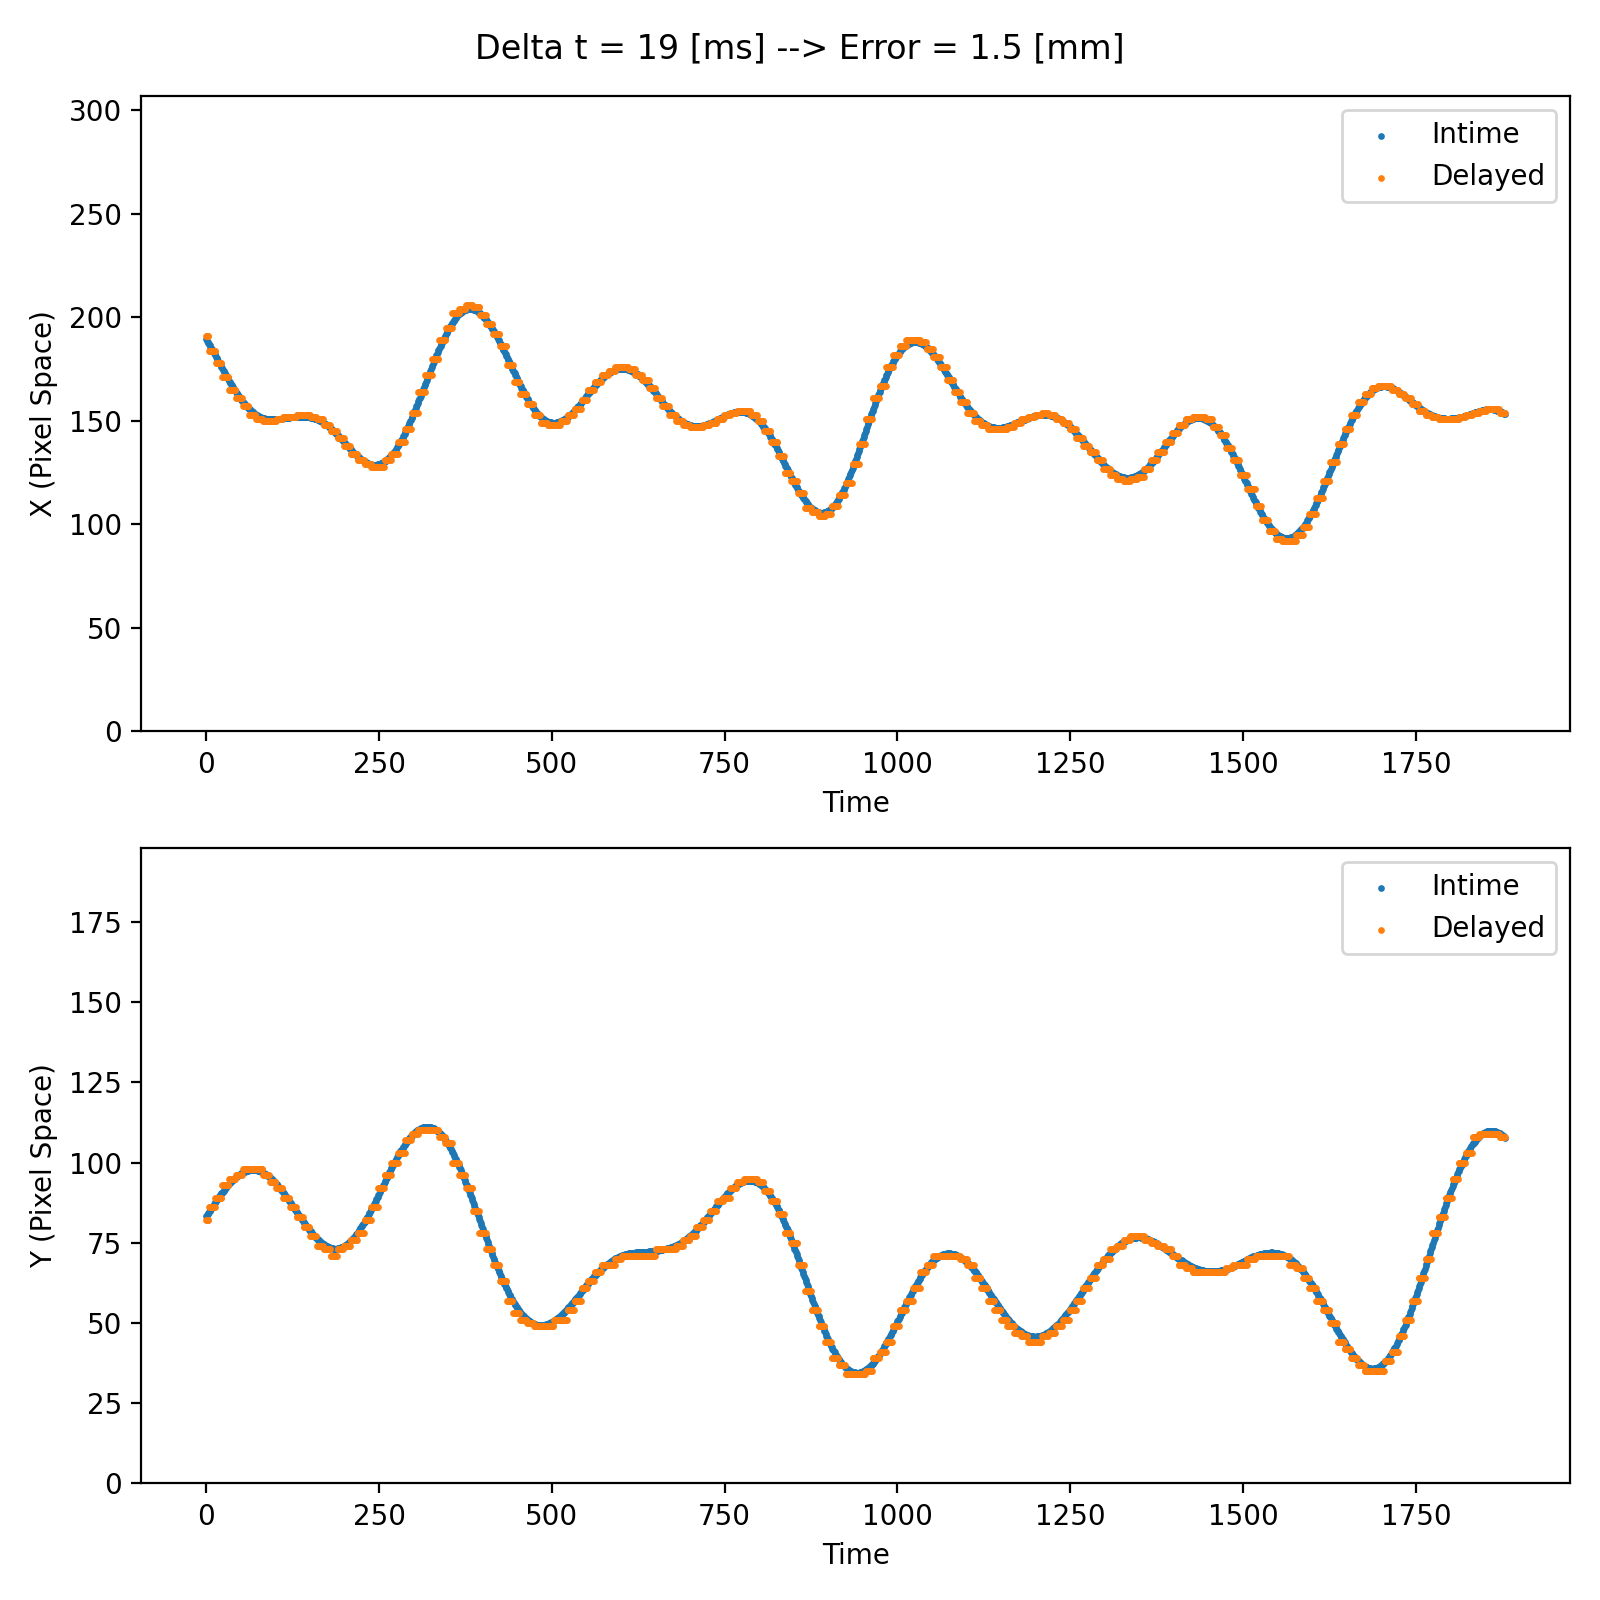 Delta t = 19 [ms] --> Error = 1.5 [mm]
300
250
200
150
100
50
0
X (Pixel Space)
Intime
Delayed
0 250 500 750 1000 1250 1500 1750
Time
175
150
125
100
75
50
25
0
Y (Pixel Space)
Intime
Delayed
0 250 500 750 1000 1250 1500 1750
Time